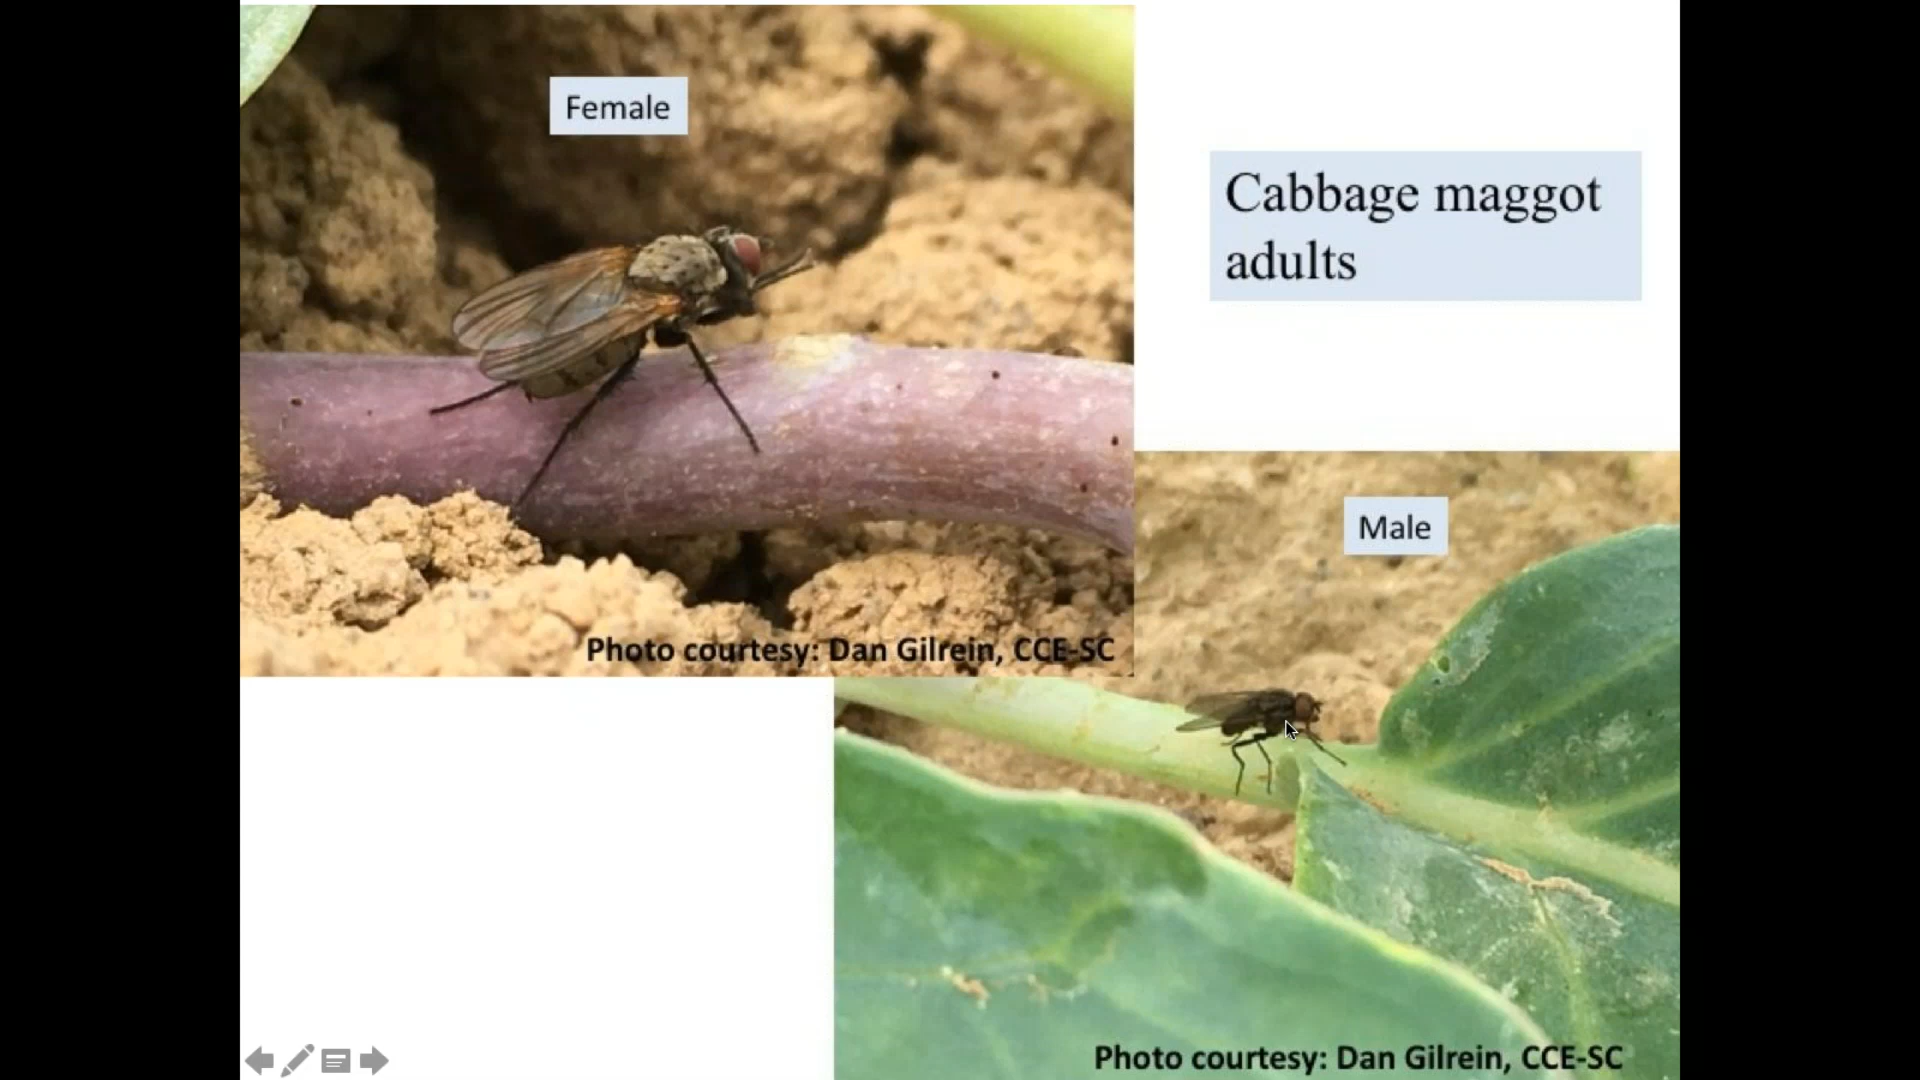 Female
Cabbage maggot
adults
Male
Photo courtesy: Dan Gilrein, CCE-SC
Photo courtesy: Dan Gilrein, CCE-SC